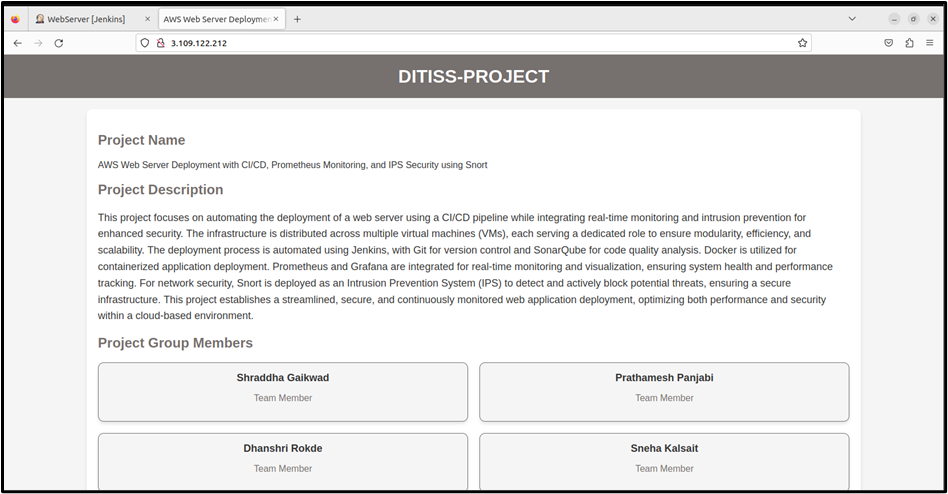 WebServer [Jenkins]
AWS Web Server Deploymen
3.109.122.212
DITISS-PROJECT
Project Name
AWS Web Server Deployment with CI/CD, Prometheus Monitoring, and IPS Security using Snort
Project Description
This project focuses on automating the deployment of a web server using a CI/CD pipeline while integrating real-time monitoring and intrusion prevention for
enhanced security. The infrastructure is distributed across multiple virtual machines (VMs), each serving a dedicated role to ensure modularity, efficiency, and
scalability. The deployment process is automated using Jenkins, with Git for version control and SonarQube for code quality analysis. Docker is utilized for
containerized application deployment. Prometheus and Grafana are integrated for real-time monitoring and visualization, ensuring system health and performance
tracking. For network security, Snort is deployed as an Intrusion Prevention System (IPS) to detect and actively block potential threats, ensuring a secure
infrastructure. This project establishes a streamlined, secure, and continuously monitored web application deployment, optimizing both performance and security
within a cloud-based environment.
Project Group Members
Shraddha Gaikwad
Team Member
Prathamesh Panjabi
Team Member
Dhanshri Rokde
Team Member
Sneha Kalsait
Team Member